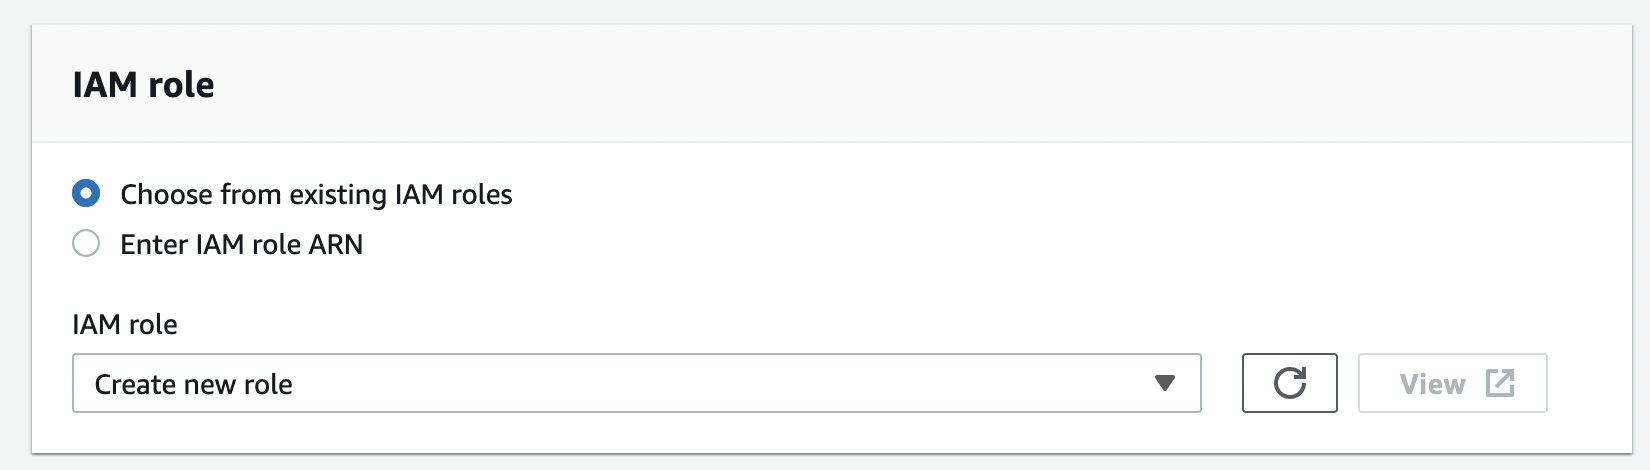 IAM role
Choose from existing IAM roles
Enter IAM role ARN
IAM role
Create new role
View